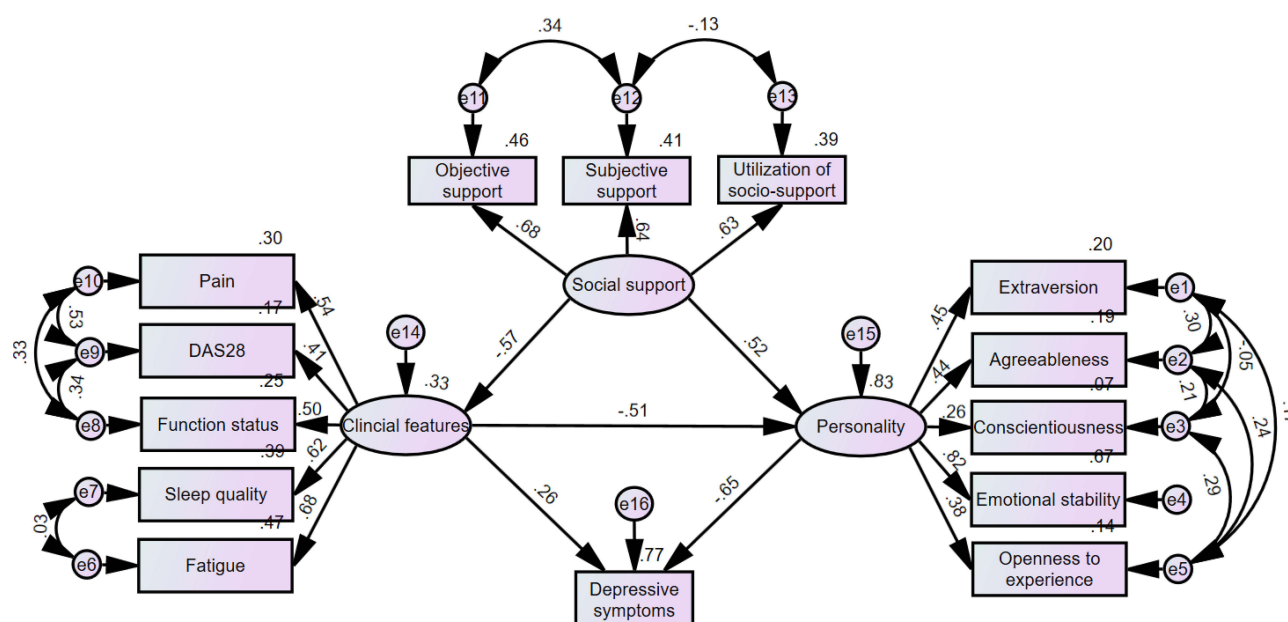 .34
-.13
e11
e12
e13
.46
.41
.39
Objective
support
Subjective
support
Utilization of
socio-support
.68
.64
.63
Social support
-.57
.52
.30
e10
Pain
.54
.53
.17
.33
e9
DAS28
.41
.34
.25
e8
Function status
.50
.39
e7
Sleep quality
.62
.03
.47
e6
Fatigue
.68
e14
.33
Clincial features
-.51
e15
.83
Personality
.26
-.65
e16
.77
Depressive
symptoms
.20
Extraversion
e1
.45
.30
.19
-.05
Agreeableness
e2
.44
.07
.21
.24
Conscientiousness
e3
.26
.67
.29
Emotional stability
e4
.82
.14
Openness to
experience
e5
.38